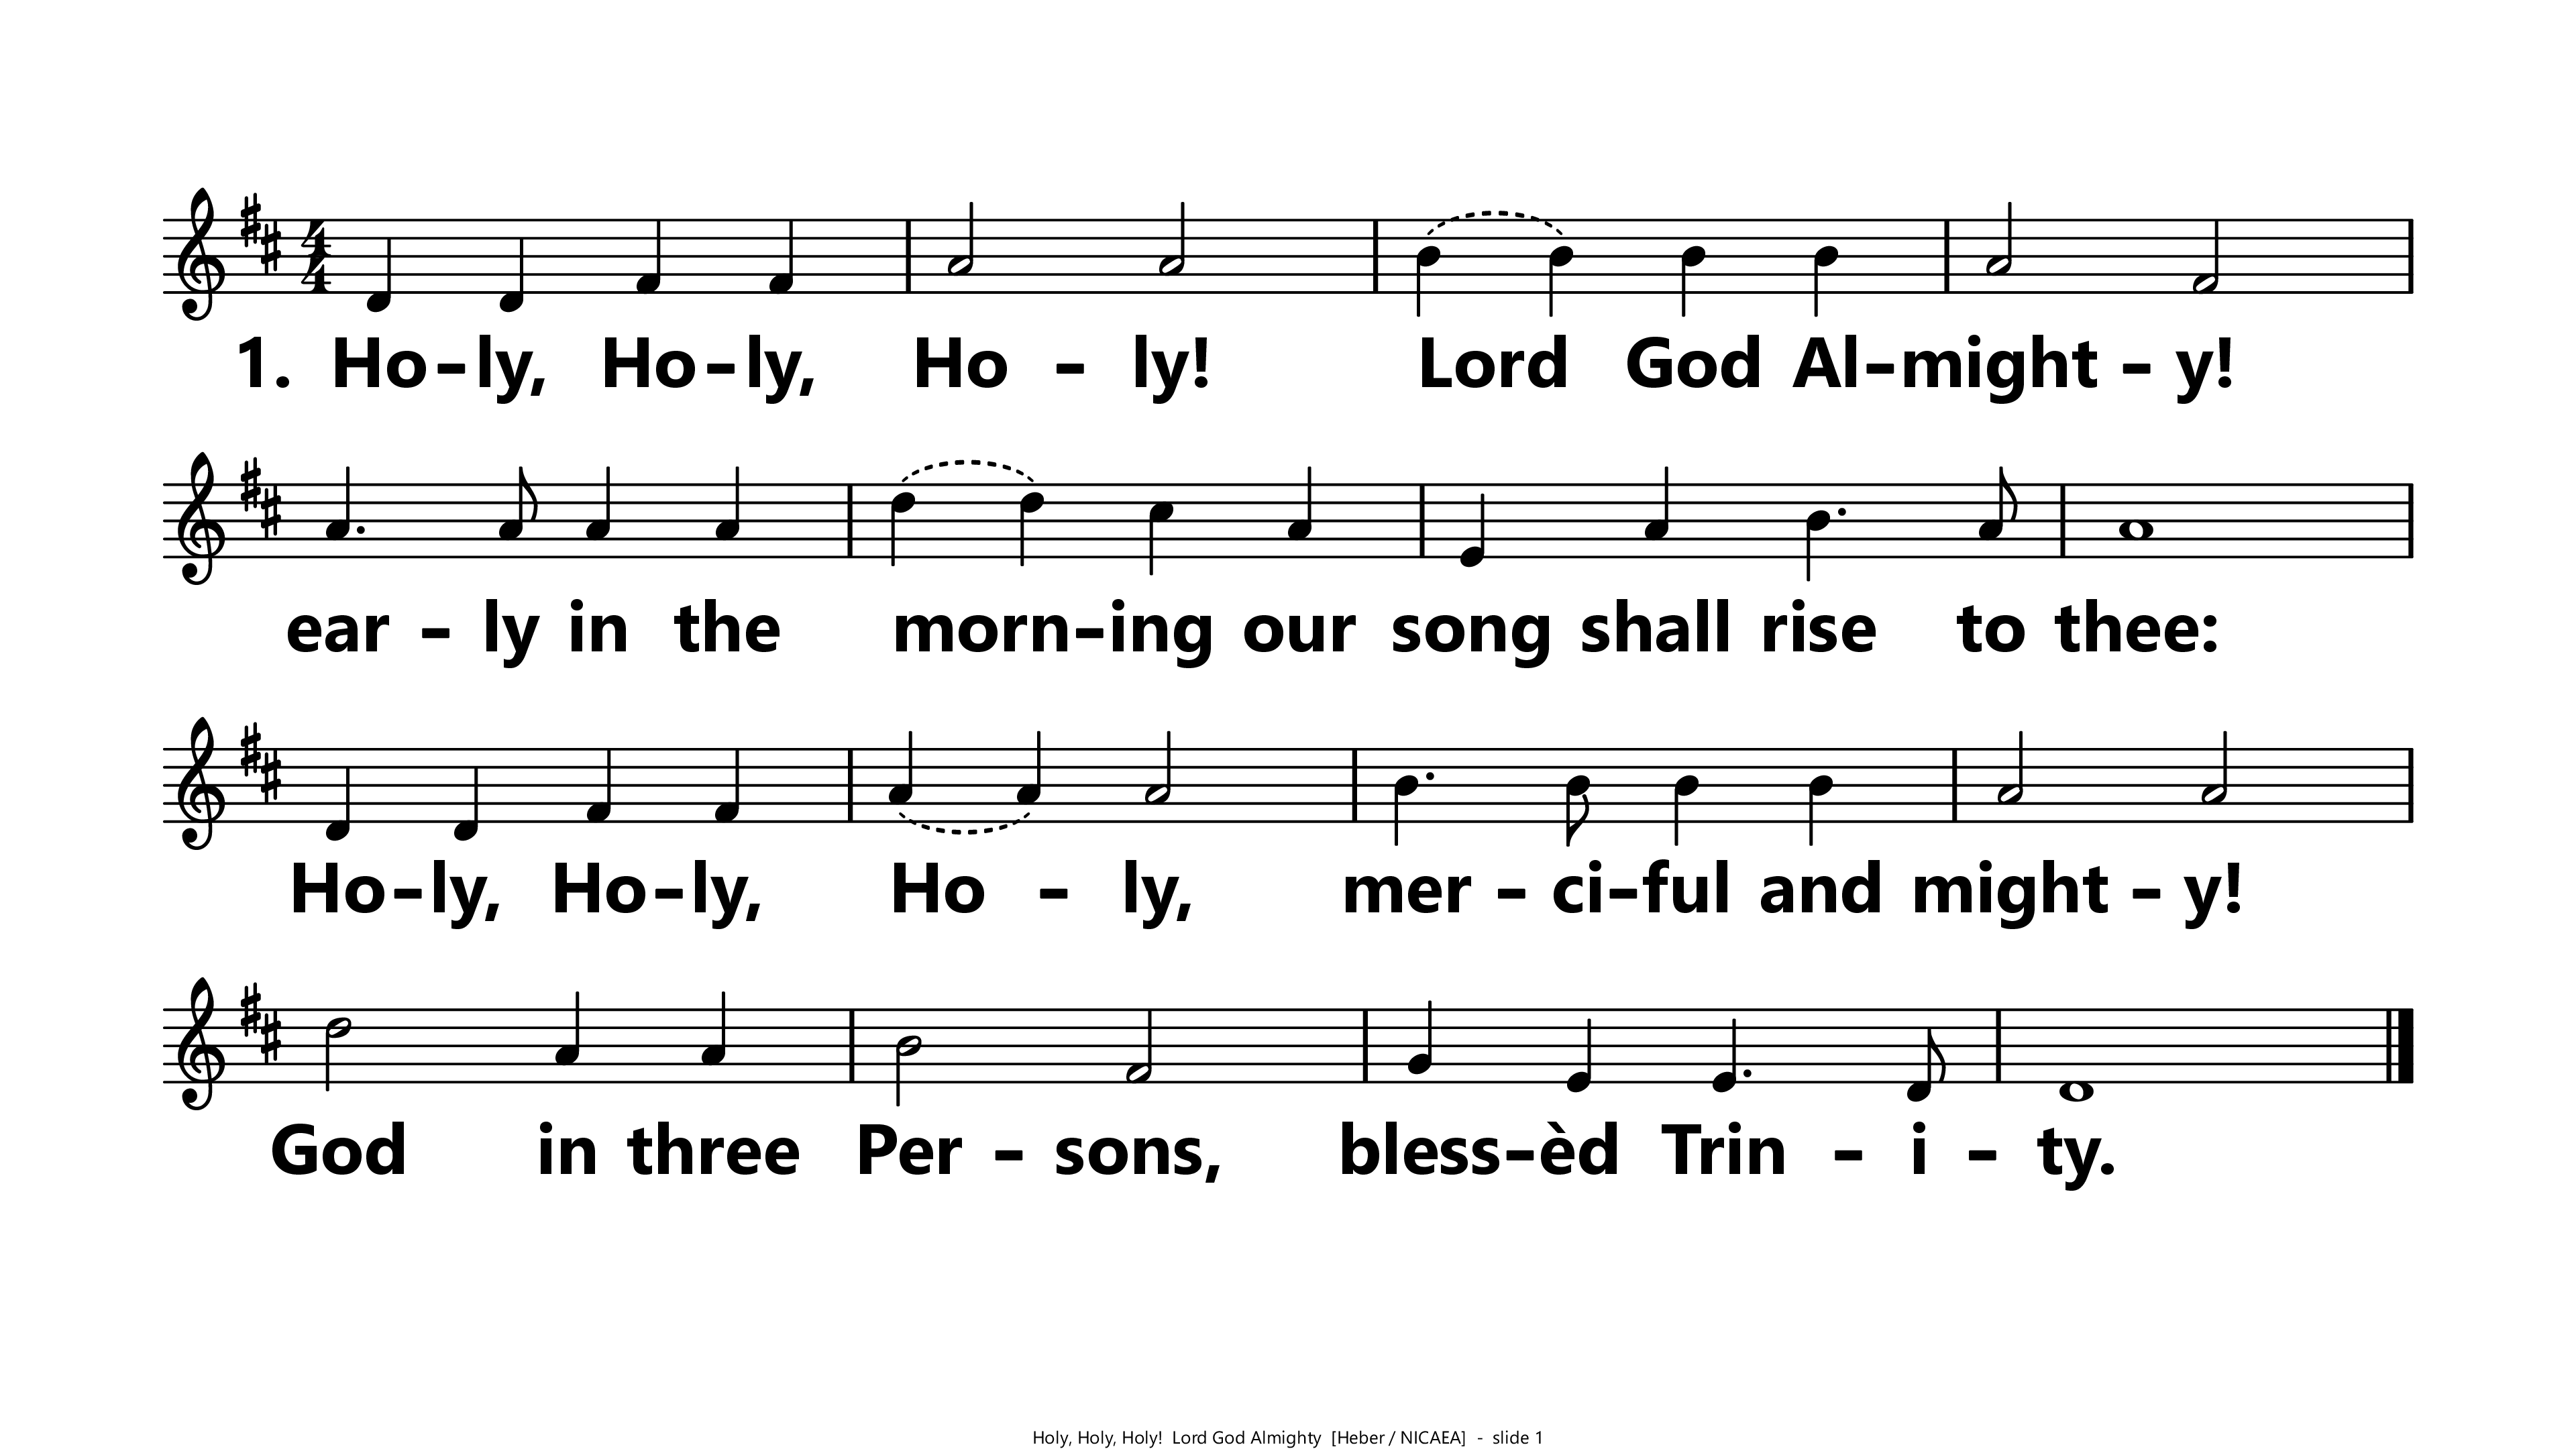 1. Ho-ly, Ho-ly, Ho - ly! Lord God Al-might - y!
ear - ly in the morn-ing our song shall rise to thee:
Ho-ly, Ho-ly, Ho - ly, mer - ci-ful and might - y!
God in three Per - sons, bless-èd Trin - i - ty.
Holy, Holy, Holy! Lord God Almighty [Heber / NICAEA] - slide 1